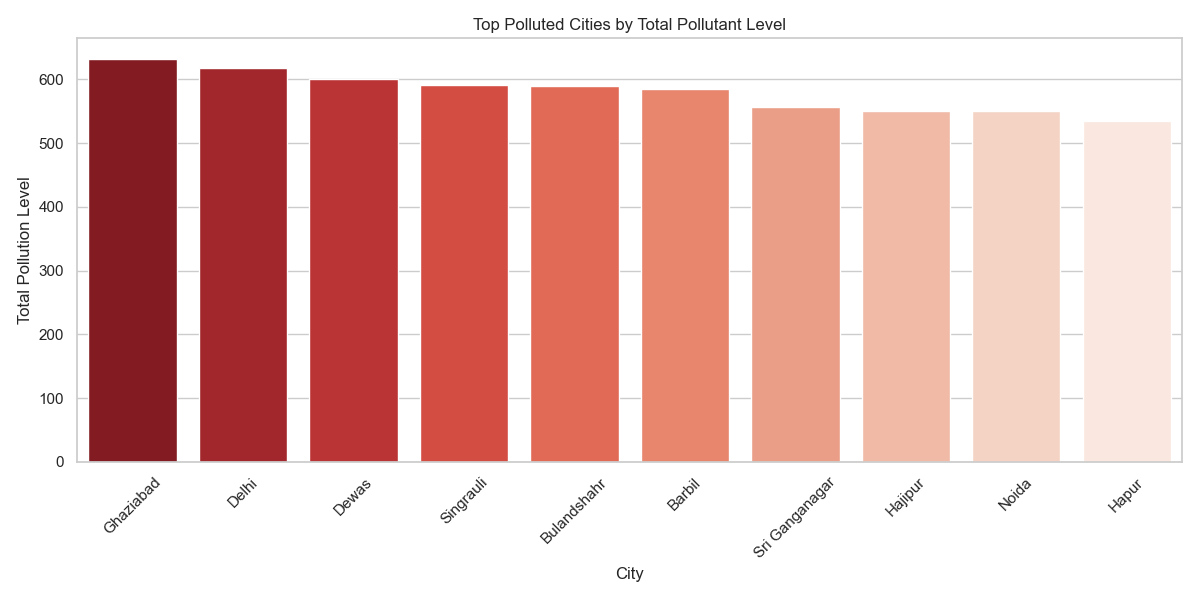 Top Polluted Cities by Total Pollutant Level
Total Pollution Level
600
500
400
300
200
100
0
Ghaziabad
Delhi
Dewas
Singrauli
Bulandshahr
Barbil
Sri Ganganagar
Hajipur
Noida
Hapur
City